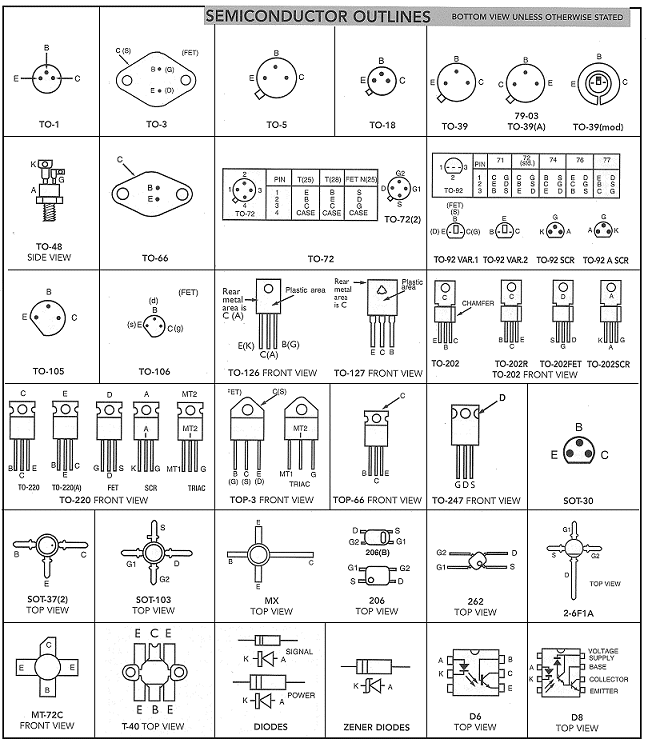 SEMICONDUCTOR OUTLINES BOTTOM VIEW UNLESS OTHERWISE STATED
B
E C
TO-1
C (S) (FET)
B (G)
E (D)
TO-3
B
E C
TO-5
B
E C
TO-18
B
E C
TO-39
C B
E
79-03
TO-39(A)
B
E C
TO-39(mod)
K
G
A
TO-48
SIDE VIEW
C
B
E
TO-66
2
1 3
4
TO-72
PIN T(25) T(28) FET N(25)
1 E B S
2 B E D
3 C C G
4 CASE CASE CASE
G2
D G1
S
TO-72(2)
TO-72
1 3
2
TO-92
PIN 71 72 (std.) 74 76 77
1 C D C G S E D C G
2 E G B D G B G E B
3 B S E S D C S B C
(FET)
(S)
B
(D) E C(G)
TO-92 VAR.1
E
B C
TO-92 VAR.2
K
G A
TO-92 SCR
G
A K
TO-92 A SCR
B
E C
TO-105
(d) (FET)
B
(s) E C (g)
TO-106
Rear
metal
area is
C (A)
Plastic area
E(K) B(G)
C(A)
TO-126 FRONT VIEW
Rear
metal
area
is C
Plastic
area
E C B
TO-127 FRONT VIEW
CHAMFER
E B C
TO-202
C
B C E
TO-202R
D
S G D
TO-202FET
C
K A G
TO-202SCR
TO-202 FRONT VIEW
C
B C E
TO-220
E
B E C
TO-220(A)
D
G D S
FET
A
A
K G
SCR
MT2
MT2
MT1 G
TRIAC
TO-220 FRONT VIEW
FET) C(S)
B C E
(G) (S) (D)
MT2
MT2
MT1 G
TRIAC
TOP-3 FRONT VIEW
C
B C E
TOP-66 FRONT VIEW
D
G D S
TO-247 FRONT VIEW
B
E C
SOT-30
E
B C
SOT-37(2)
TOP VIEW
S
G1 D
G2
SOT-103
TOP VIEW
E
B C
E
MX
TOP VIEW
D S
G2 G1
206(B)
G1 S
G2 D
206
TOP VIEW
G2 D
G1 S
262
TOP VIEW
G1
S G2
D
TOP VIEW
2-6F1A
C
E E
B
MT-72C
FRONT VIEW
E C E
E B E
T-40 TOP VIEW
SIGNAL
K A
POWER
K A
DIODES
K A
ZENER DIODES
A B
K C
E
D6
TOP VIEW
VOLTAGE
SUPPLY
A BASE
K COLLECTOR
EMITTER
D8
TOP VIEW